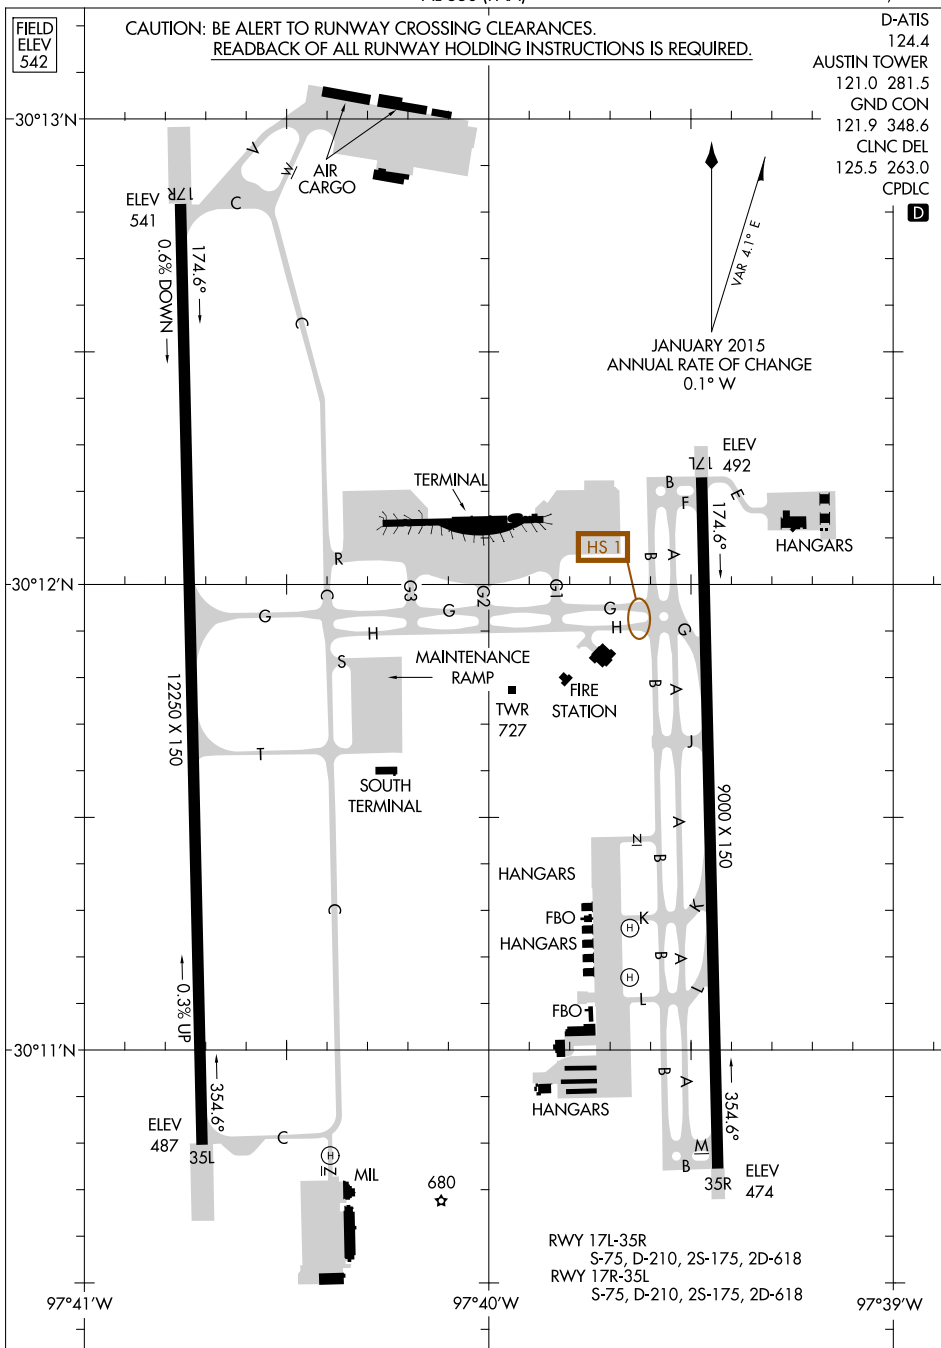 FIELD
ELEV
542
CAUTION: BE ALERT TO RUNWAY CROSSING CLEARANCES.
READBACK OF ALL RUNWAY HOLDING INSTRUCTIONS IS REQUIRED.
D-ATIS
124.4
AUSTIN TOWER
121.0 281.5
GND CON
121.9 348.6
CLNC DEL
125.5 263.0
CPDLC
D
30°13'N
V
W
AIR
CARGO
C
17R
ELEV
541
0.6% DOWN
174.6°
VAR 4.1° E
JANUARY 2015
ANNUAL RATE OF CHANGE
0.1° W
C
TERMINAL
17L
ELEV
492
B
F
E
174.6°
HANGARS
HS 1
R
B
A
30°12'N
C
G3
G2
G1
G
G
G
H
H
G
S
MAINTENANCE
RAMP
FIRE
STATION
TWR
727
B
A
12250 X 150
T
J
SOUTH
TERMINAL
9000 X 150
A
N
B
HANGARS
C
FBO
K
K
H
HANGARS
B
A
H
L
L
0.3% UP
FBO
30°11'N
B
A
354.6°
354.6°
HANGARS
ELEV
487
35L
C
H
Z
MIL
680
M
B
35R
ELEV
474
RWY 17L-35R
S-75, D-210, 2S-175, 2D-618
RWY 17R-35L
S-75, D-210, 2S-175, 2D-618
97°41'W
97°40'W
97°39'W